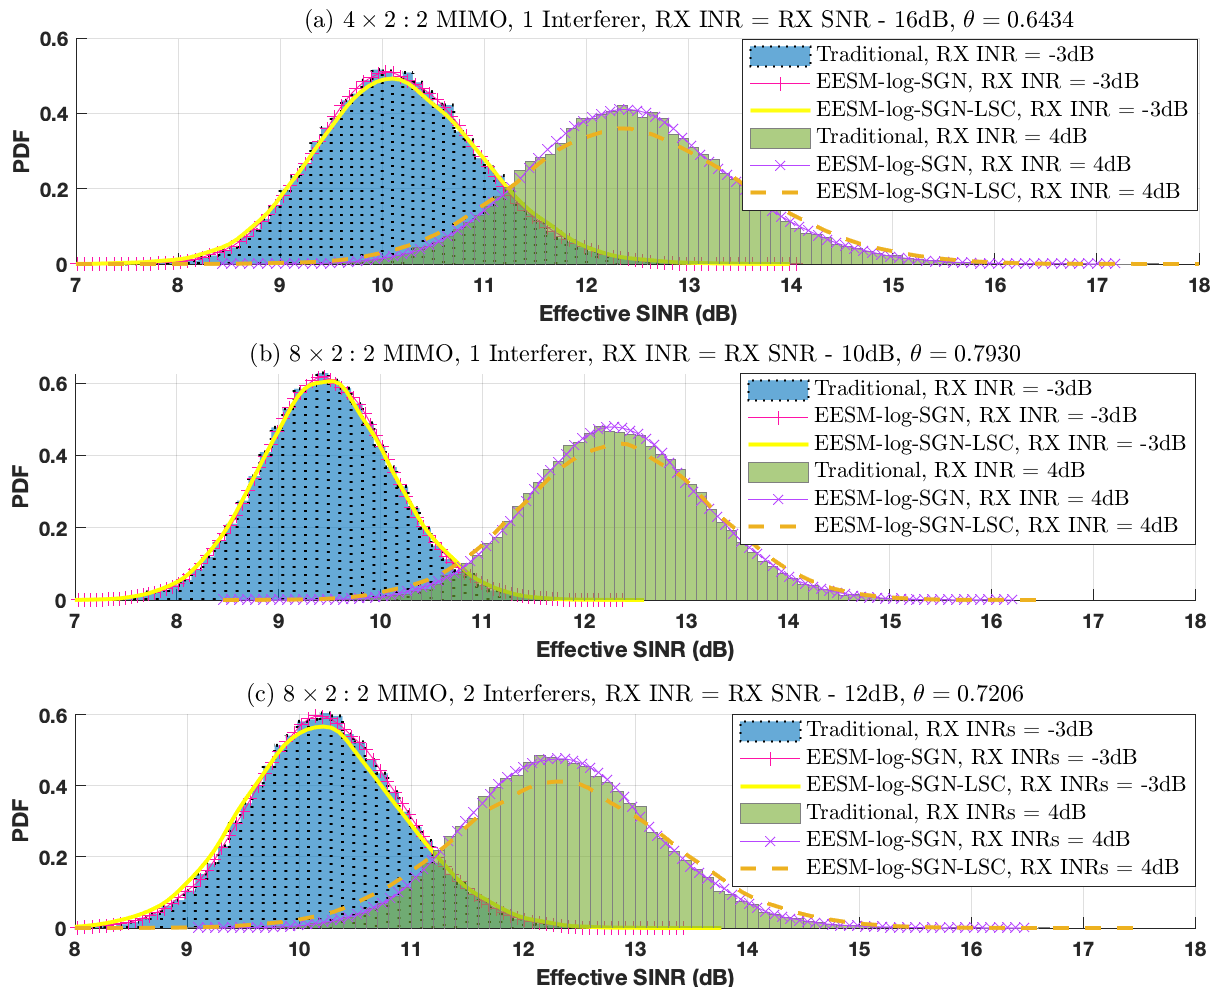 (a) 4 × 2 : 2 MIMO, 1 Interferer, RX INR = RX SNR - 16dB, θ = 0.6434
Traditional, RX INR = -3dB
EESM-log-SGN, RX INR = -3dB
EESM-log-SGN-LSC, RX INR = -3dB
Traditional, RX INR = 4dB
EESM-log-SGN, RX INR = 4dB
EESM-log-SGN-LSC, RX INR = 4dB
PDF
0.6
0.4
0.2
0
7 8 9 10 11 12 13 14 15 16 17 18
Effective SINR (dB)
(b) 8 × 2 : 2 MIMO, 1 Interferer, RX INR = RX SNR - 10dB, θ = 0.7930
Traditional, RX INR = -3dB
EESM-log-SGN, RX INR = -3dB
EESM-log-SGN-LSC, RX INR = -3dB
Traditional, RX INR = 4dB
EESM-log-SGN, RX INR = 4dB
EESM-log-SGN-LSC, RX INR = 4dB
PDF
0.6
0.4
0.2
0
7 8 9 10 11 12 13 14 15 16 17 18
Effective SINR (dB)
(c) 8 × 2 : 2 MIMO, 2 Interferers, RX INR = RX SNR - 12dB, θ = 0.7206
Traditional, RX INRs = -3dB
EESM-log-SGN, RX INRs = -3dB
EESM-log-SGN-LSC, RX INRs = -3dB
Traditional, RX INRs = 4dB
EESM-log-SGN, RX INRs = 4dB
EESM-log-SGN-LSC, RX INRs = 4dB
PDF
0.6
0.4
0.2
0
8 9 10 11 12 13 14 15 16 17 18
Effective SINR (dB)